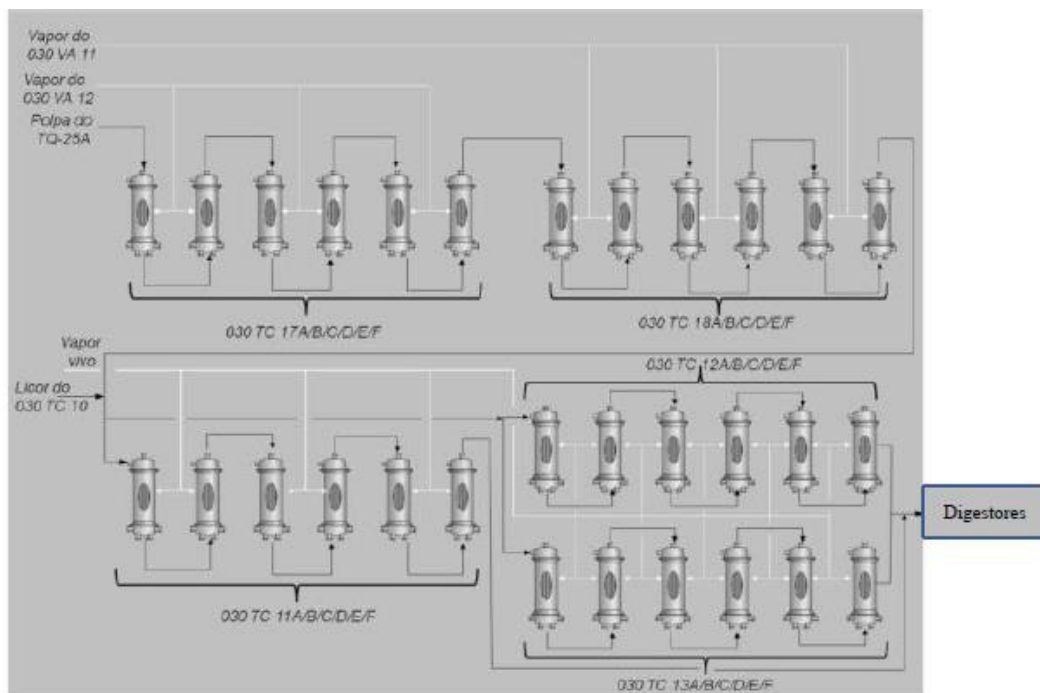 Vapor do
030 VA 11
Vapor do
030 VA 12
Polpa do
TQ-25A
030 TC 17A/B/C/D/E/F
030 TC 18A/B/C/D/E/F
Vapor
vivo
030 TC 12A/B/C/D/E/F
Licor do
030 TC 10
Digestores
030 TC 11A/B/C/D/E/F
030 TC 13A/B/C/D/E/F